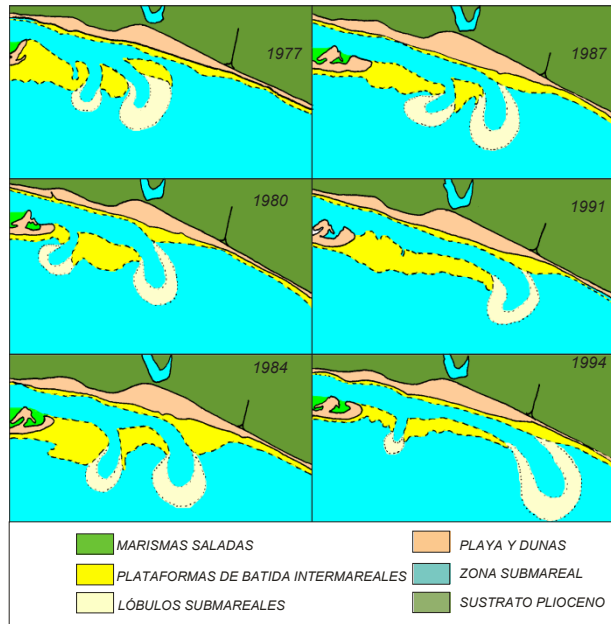 1977
1987
1980
1991
1984
1994
MARISMAS SALADAS
PLAYA Y DUNAS
PLATAFORMAS DE BATIDA INTERMAREALES
ZONA SUBMAREAL
LÓBULOS SUBMAREALES
SUSTRATO PLIOCENO